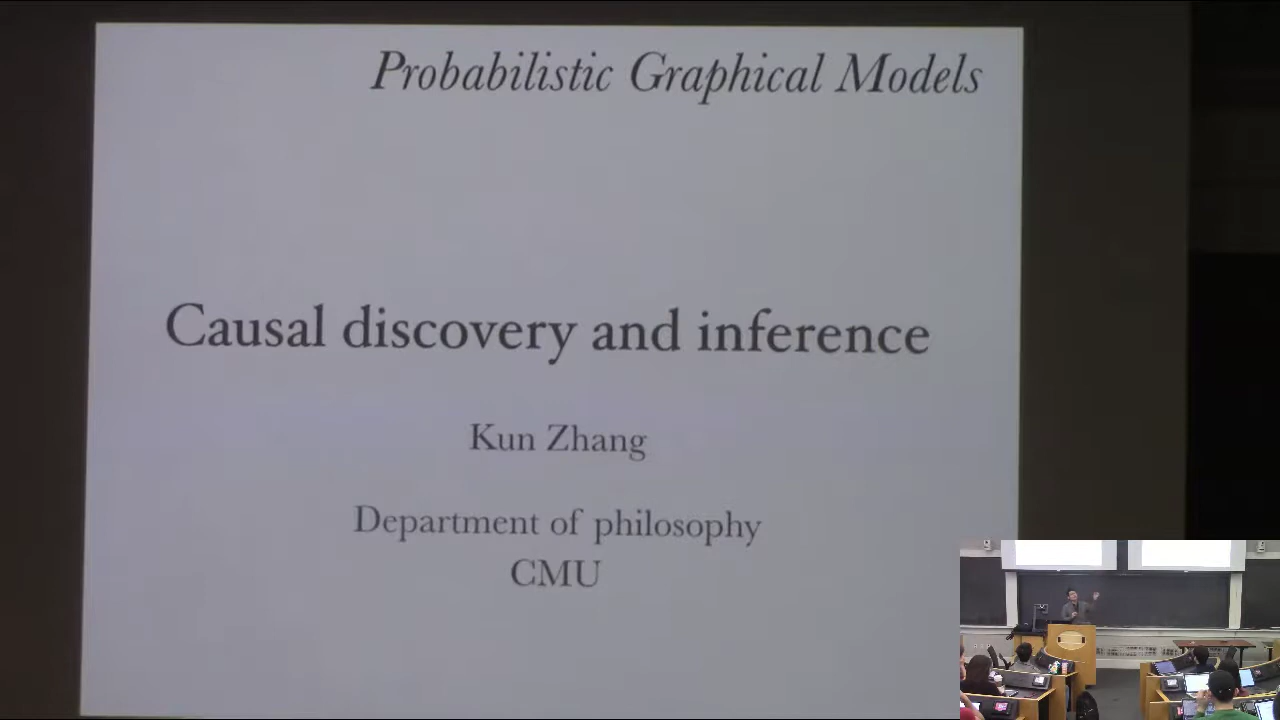 Probabilistic Graphical Models
Causal discovery and inference
Kun Zhang
Department of philosophy
CMU